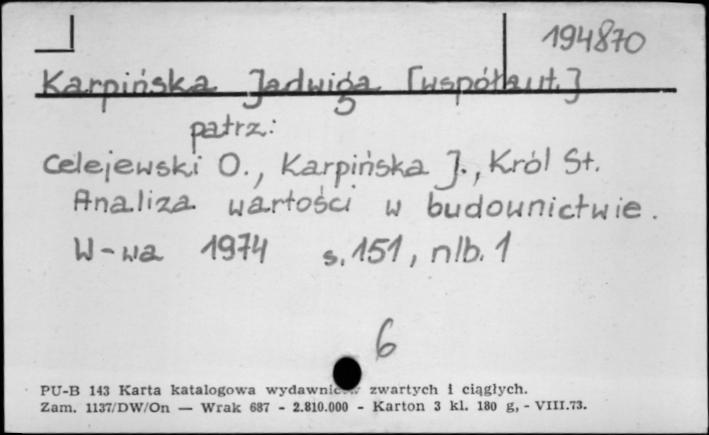 194870
Karpińska Jadwiga [współaut.]
patrz:
Celejewski O., Karpińska J., Król St.
Analiza wartości w budownictwie.
W-wa 1974 s. 151, nlb. 1
6
PU-B 143 Karta katalogowa wydawnictw zwartych i ciągłych.
Zam. 1137/DW/On — Wrak 687 - 2.810.000 - Karton 3 kl. 180 g, - VIII.73.